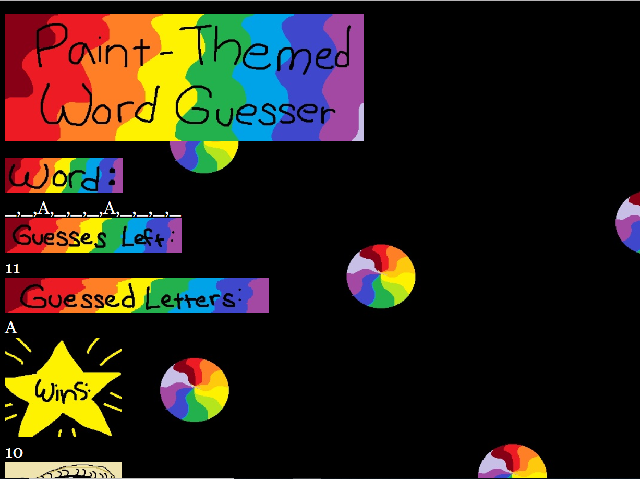 Paint-Themed
Word Guesser
Word:
_,_,A,_,_,_,A,_,_,_,_
Guesses Left:
11
Guessed Letters:
A
Wins:
10